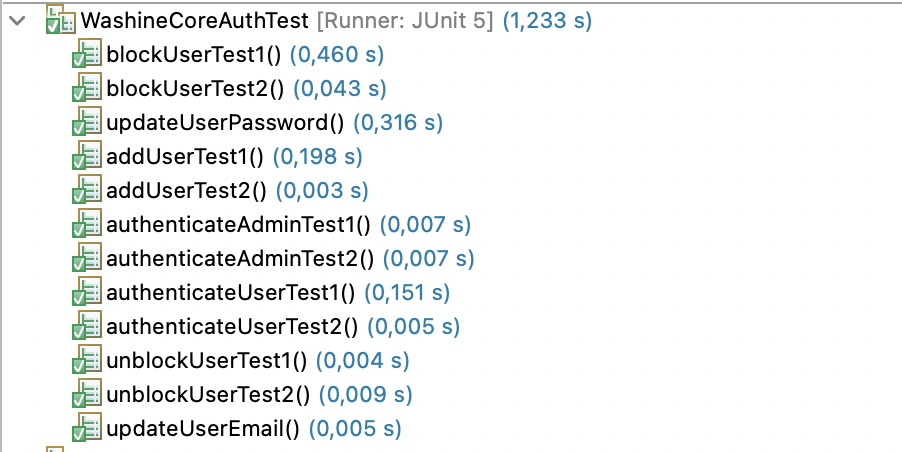 WashineCoreAuthTest [Runner: JUnit 5] (1,233 s)
blockUserTest1() (0,460 s)
blockUserTest2() (0,043 s)
updateUserPassword() (0,316 s)
addUserTest1() (0,198 s)
addUserTest2() (0,003 s)
authenticateAdminTest1() (0,007 s)
authenticateAdminTest2() (0,007 s)
authenticateUserTest1() (0,151 s)
authenticateUserTest2() (0,005 s)
unblockUserTest1() (0,004 s)
unblockUserTest2() (0,009 s)
updateUserEmail() (0,005 s)